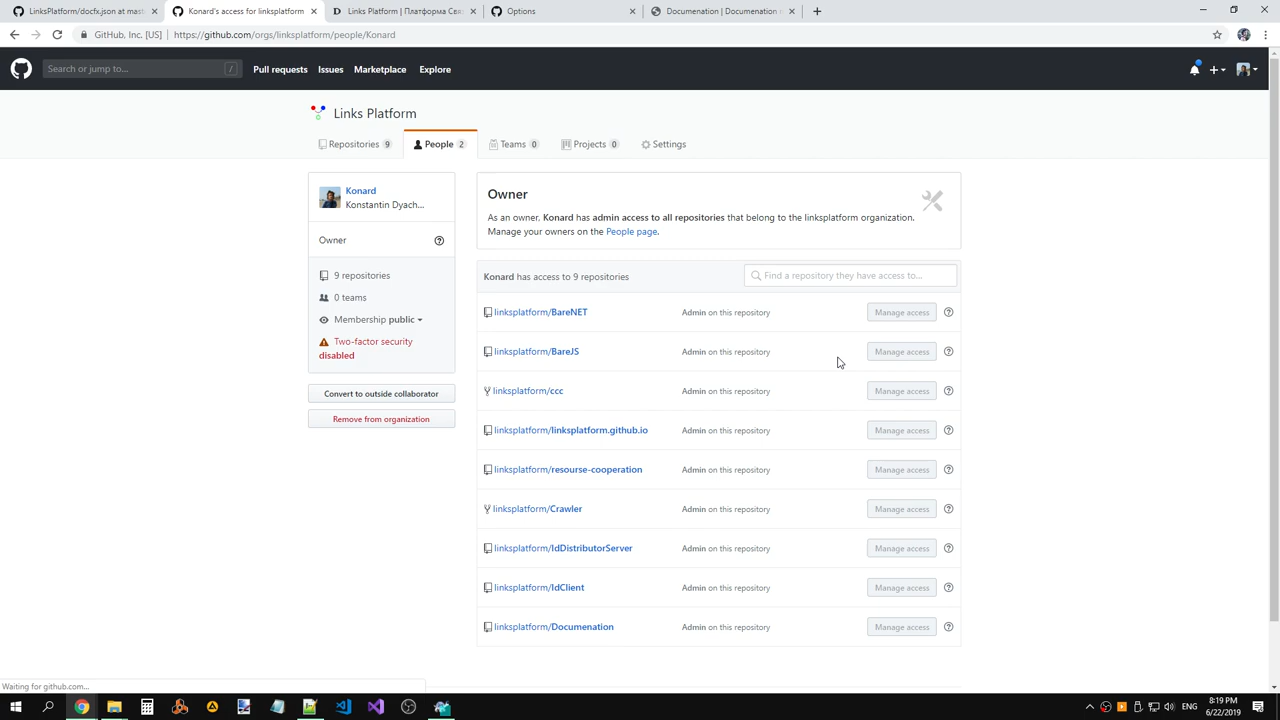 LinksPlatform/docfx.json at mast
Konard's access for linksplatform
Links Platform | Платформа Свя
Options
Documenation | Documenation
GitHub, Inc. [US]
https://github.com/orgs/linksplatform/people/Konard
Search or jump to... /
Pull requests Issues Marketplace Explore
Links Platform
Repositories 9 People 2 Teams 0 Projects 0 Settings
Konard
Konstantin Dyach...
Owner
9 repositories
0 teams
Membership public
Two-factor security
disabled
Convert to outside collaborator
Remove from organization
Owner
As an owner, Konard has admin access to all repositories that belong to the linksplatform organization.
Manage your owners on the People page.
Konard has access to 9 repositories Find a repository they have access to...
linksplatform/BareNET Admin on this repository Manage access
linksplatform/BareJS Admin on this repository Manage access
linksplatform/ccc Admin on this repository Manage access
linksplatform/linksplatform.github.io Admin on this repository Manage access
linksplatform/resourse-cooperation Admin on this repository Manage access
linksplatform/Crawler Admin on this repository Manage access
linksplatform/IdDistributorServer Admin on this repository Manage access
linksplatform/IdClient Admin on this repository Manage access
linksplatform/Documenation Admin on this repository Manage access
Waiting for github.com...
ENG
8:19 PM
6/22/2019